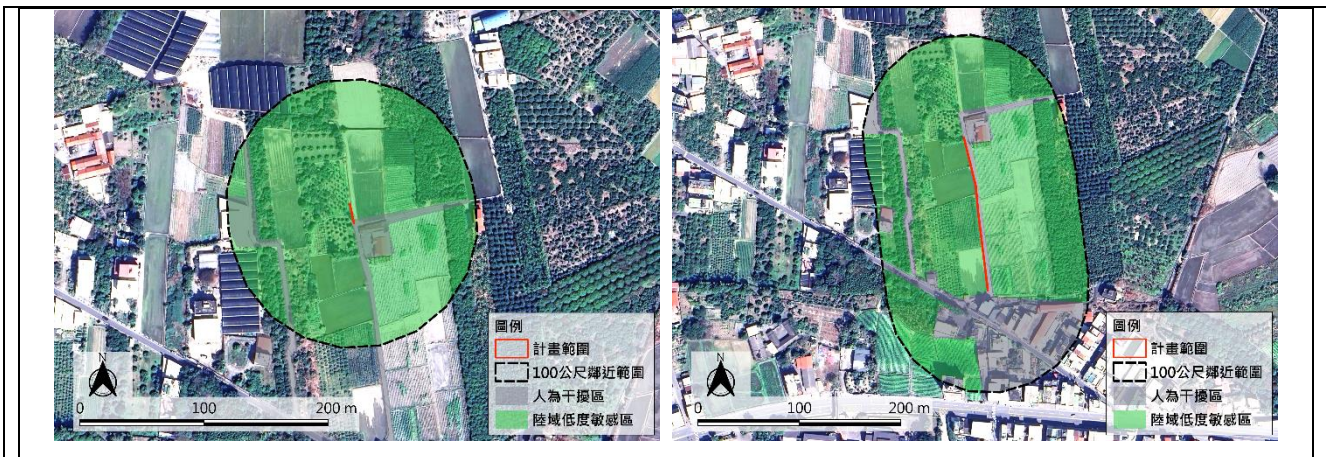 圖例
計畫範圍
100公尺鄰近範圍
人為干擾區
陸域低度敏感區
N
0 100 200 m
圖例
計畫範圍
100公尺鄰近範圍
人為干擾區
陸域低度敏感區
N
0 100 200 m